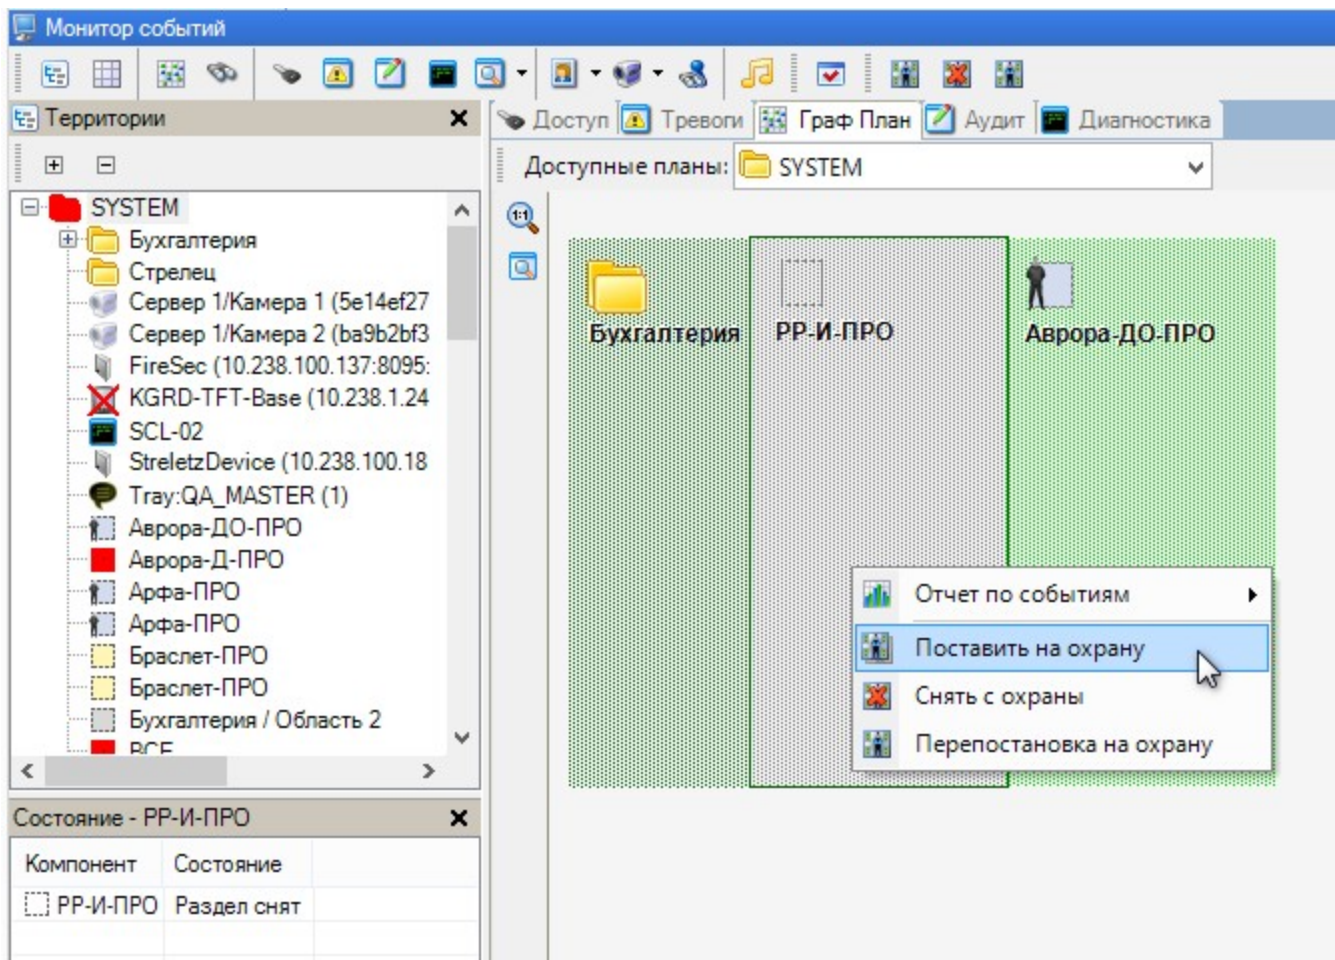 Монитор событий
Территории
Доступ
Тревоги
Граф План
Аудит
Диагностика
Доступные планы:
SYSTEM
SYSTEM
Бухгалтерия
Стрелец
Сервер 1/Камера 1 (5e14ef27
Сервер 1/Камера 2 (ba9b2bf3
FireSec (10.238.100.137:8095:
KGRD-TFT-Base (10.238.1.24
SCL-02
StreletzDevice (10.238.100.18
Tray:QA_MASTER (1)
Аврора-ДО-ПРО
Аврора-Д-ПРО
Арфа-ПРО
Арфа-ПРО
Браслет-ПРО
Браслет-ПРО
Бухгалтерия / Область 2
ВСЕ
1:1
Бухгалтерия
РР-И-ПРО
Аврора-ДО-ПРО
Отчет по событиям
Поставить на охрану
Снять с охраны
Перепостановка на охрану
Состояние - РР-И-ПРО
Компонент Состояние
РР-И-ПРО Раздел снят